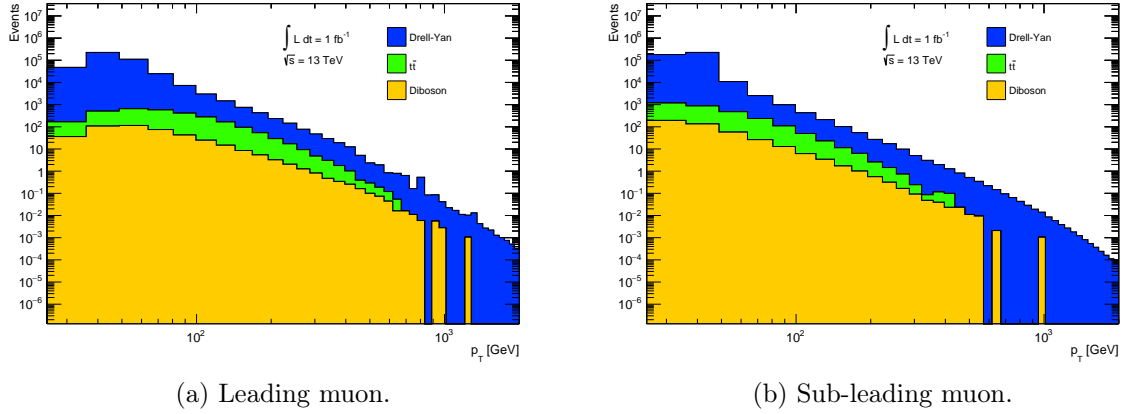 Events
10⁷
10⁶
10⁵
10⁴
10³
10²
10
1
10⁻¹
10⁻²
10⁻³
10⁻⁴
10⁻⁵
10⁻⁶
∫ L dt = 1 fb⁻¹
√s = 13 TeV
Drell-Yan
tt̄
Diboson
10²
10³
p_T [GeV]
(a) Leading muon.
Events
10⁷
10⁶
10⁵
10⁴
10³
10²
10
1
10⁻¹
10⁻²
10⁻³
10⁻⁴
10⁻⁵
10⁻⁶
∫ L dt = 1 fb⁻¹
√s = 13 TeV
Drell-Yan
tt̄
Diboson
10²
10³
p_T [GeV]
(b) Sub-leading muon.